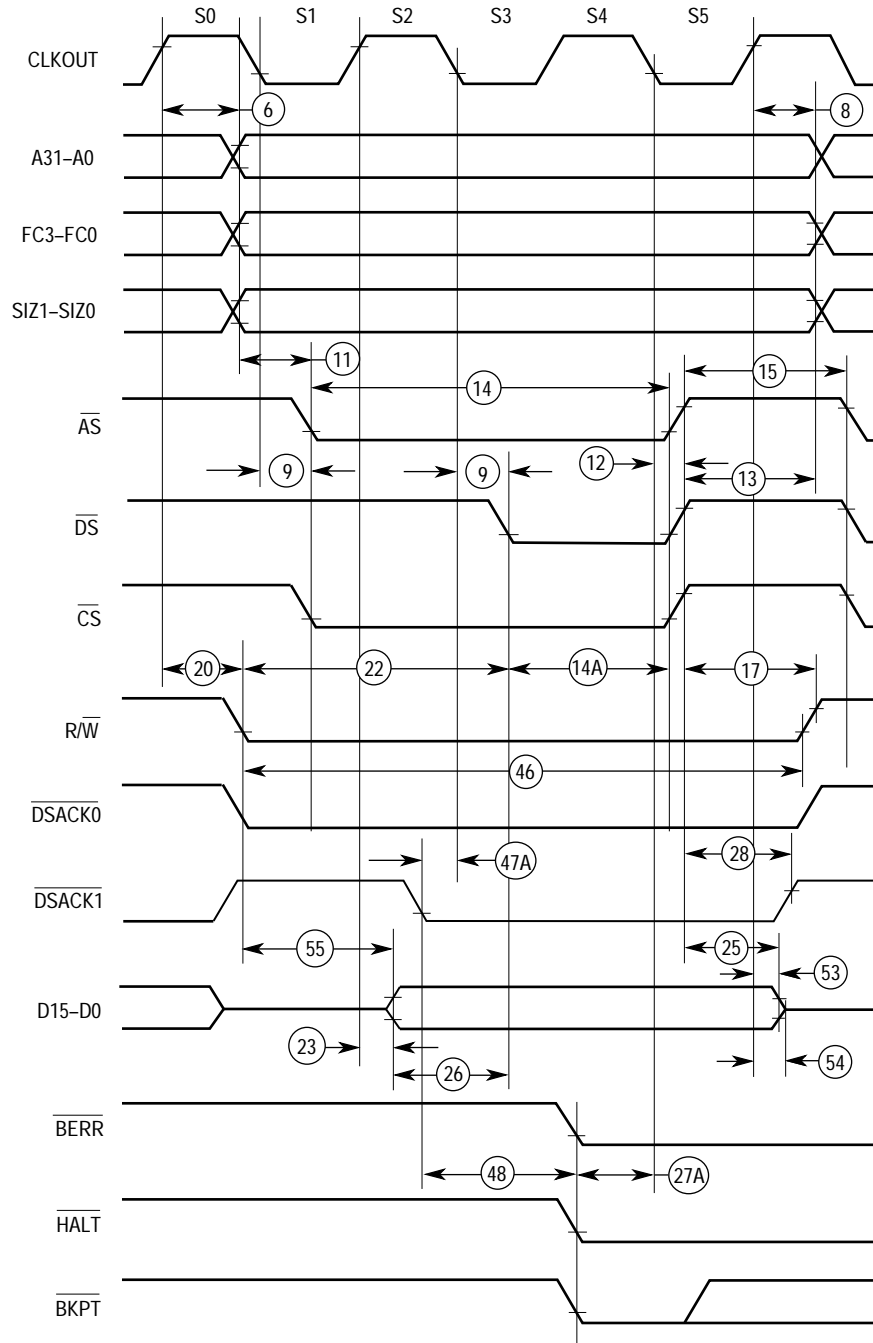 S0 S1 S2 S3 S4 S5
CLKOUT
6 8
A31–A0
FC3–FC0
SIZ1–SIZ0
11
14 15
AS
9 9 12
13
DS
CS
20 22 14A 17
R/W
46
DSACK0
47A 28
DSACK1
55 25
53
D15–D0
23 26 54
BERR
48 27A
HALT
BKPT